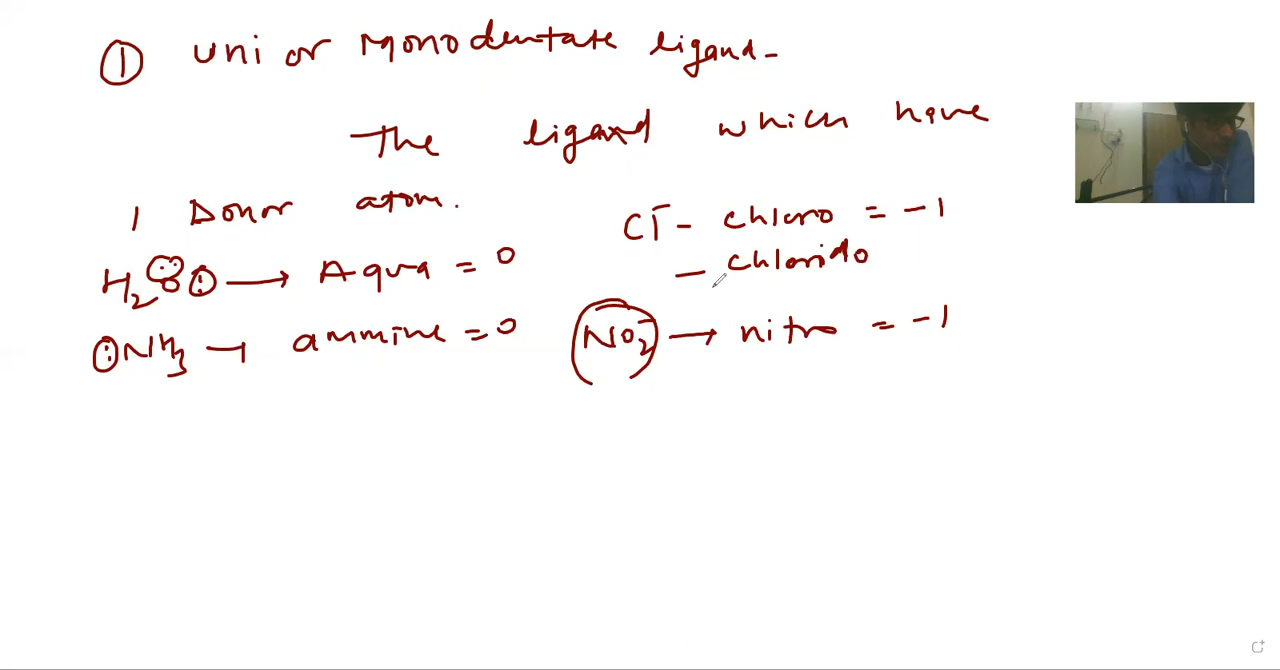 ① Uni or Monodentate ligand-
The ligand which have
1 Donor atom.
Cl⁻ - chloro = -1
- chlorido
H₂O: → Aqua = 0
:NH₃ → ammine = 0
NO₂⁻ → nitro = -1